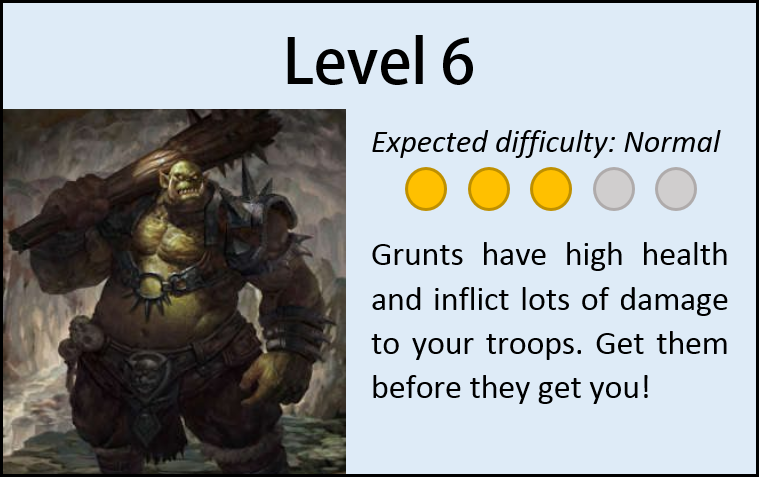 Level 6
Expected difficulty: Normal
Grunts have high health
and inflict lots of damage
to your troops. Get them
before they get you!